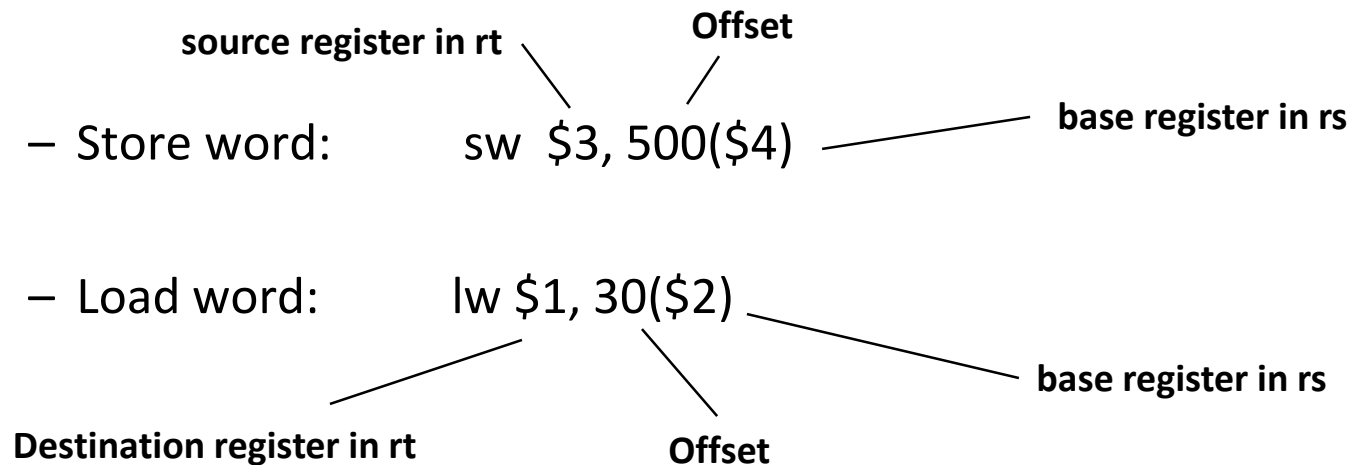 source register in rt
Offset
base register in rs
– Store word: sw $3, 500($4)
– Load word: lw $1, 30($2)
base register in rs
Destination register in rt
Offset